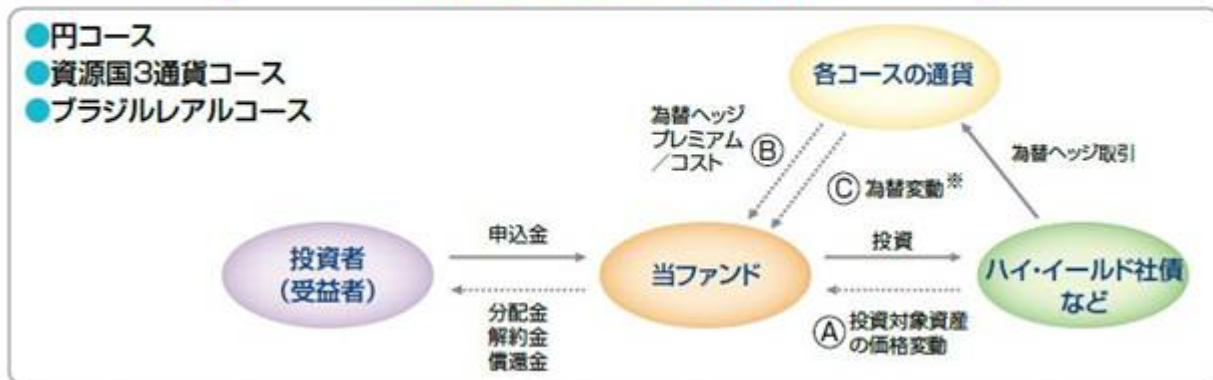 ●円コース
●資源国3通貨コース
●ブラジルレアルコース
各コースの通貨
為替ヘッジ
プレミアム
／コスト
Ⓑ
Ⓒ 為替変動※
為替ヘッジ取引
投資者
（受益者）
申込金
分配金
解約金
償還金
当ファンド
投資
Ⓐ 投資対象資産
の価格変動
ハイ・イールド社債
など